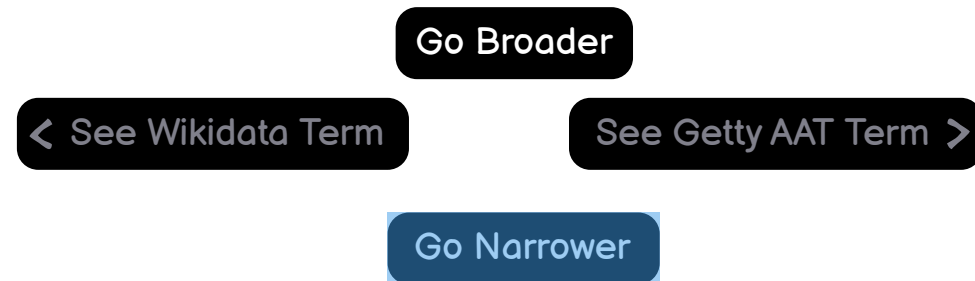 Go Broader
< See Wikidata Term
See Getty AAT Term >
Go Narrower